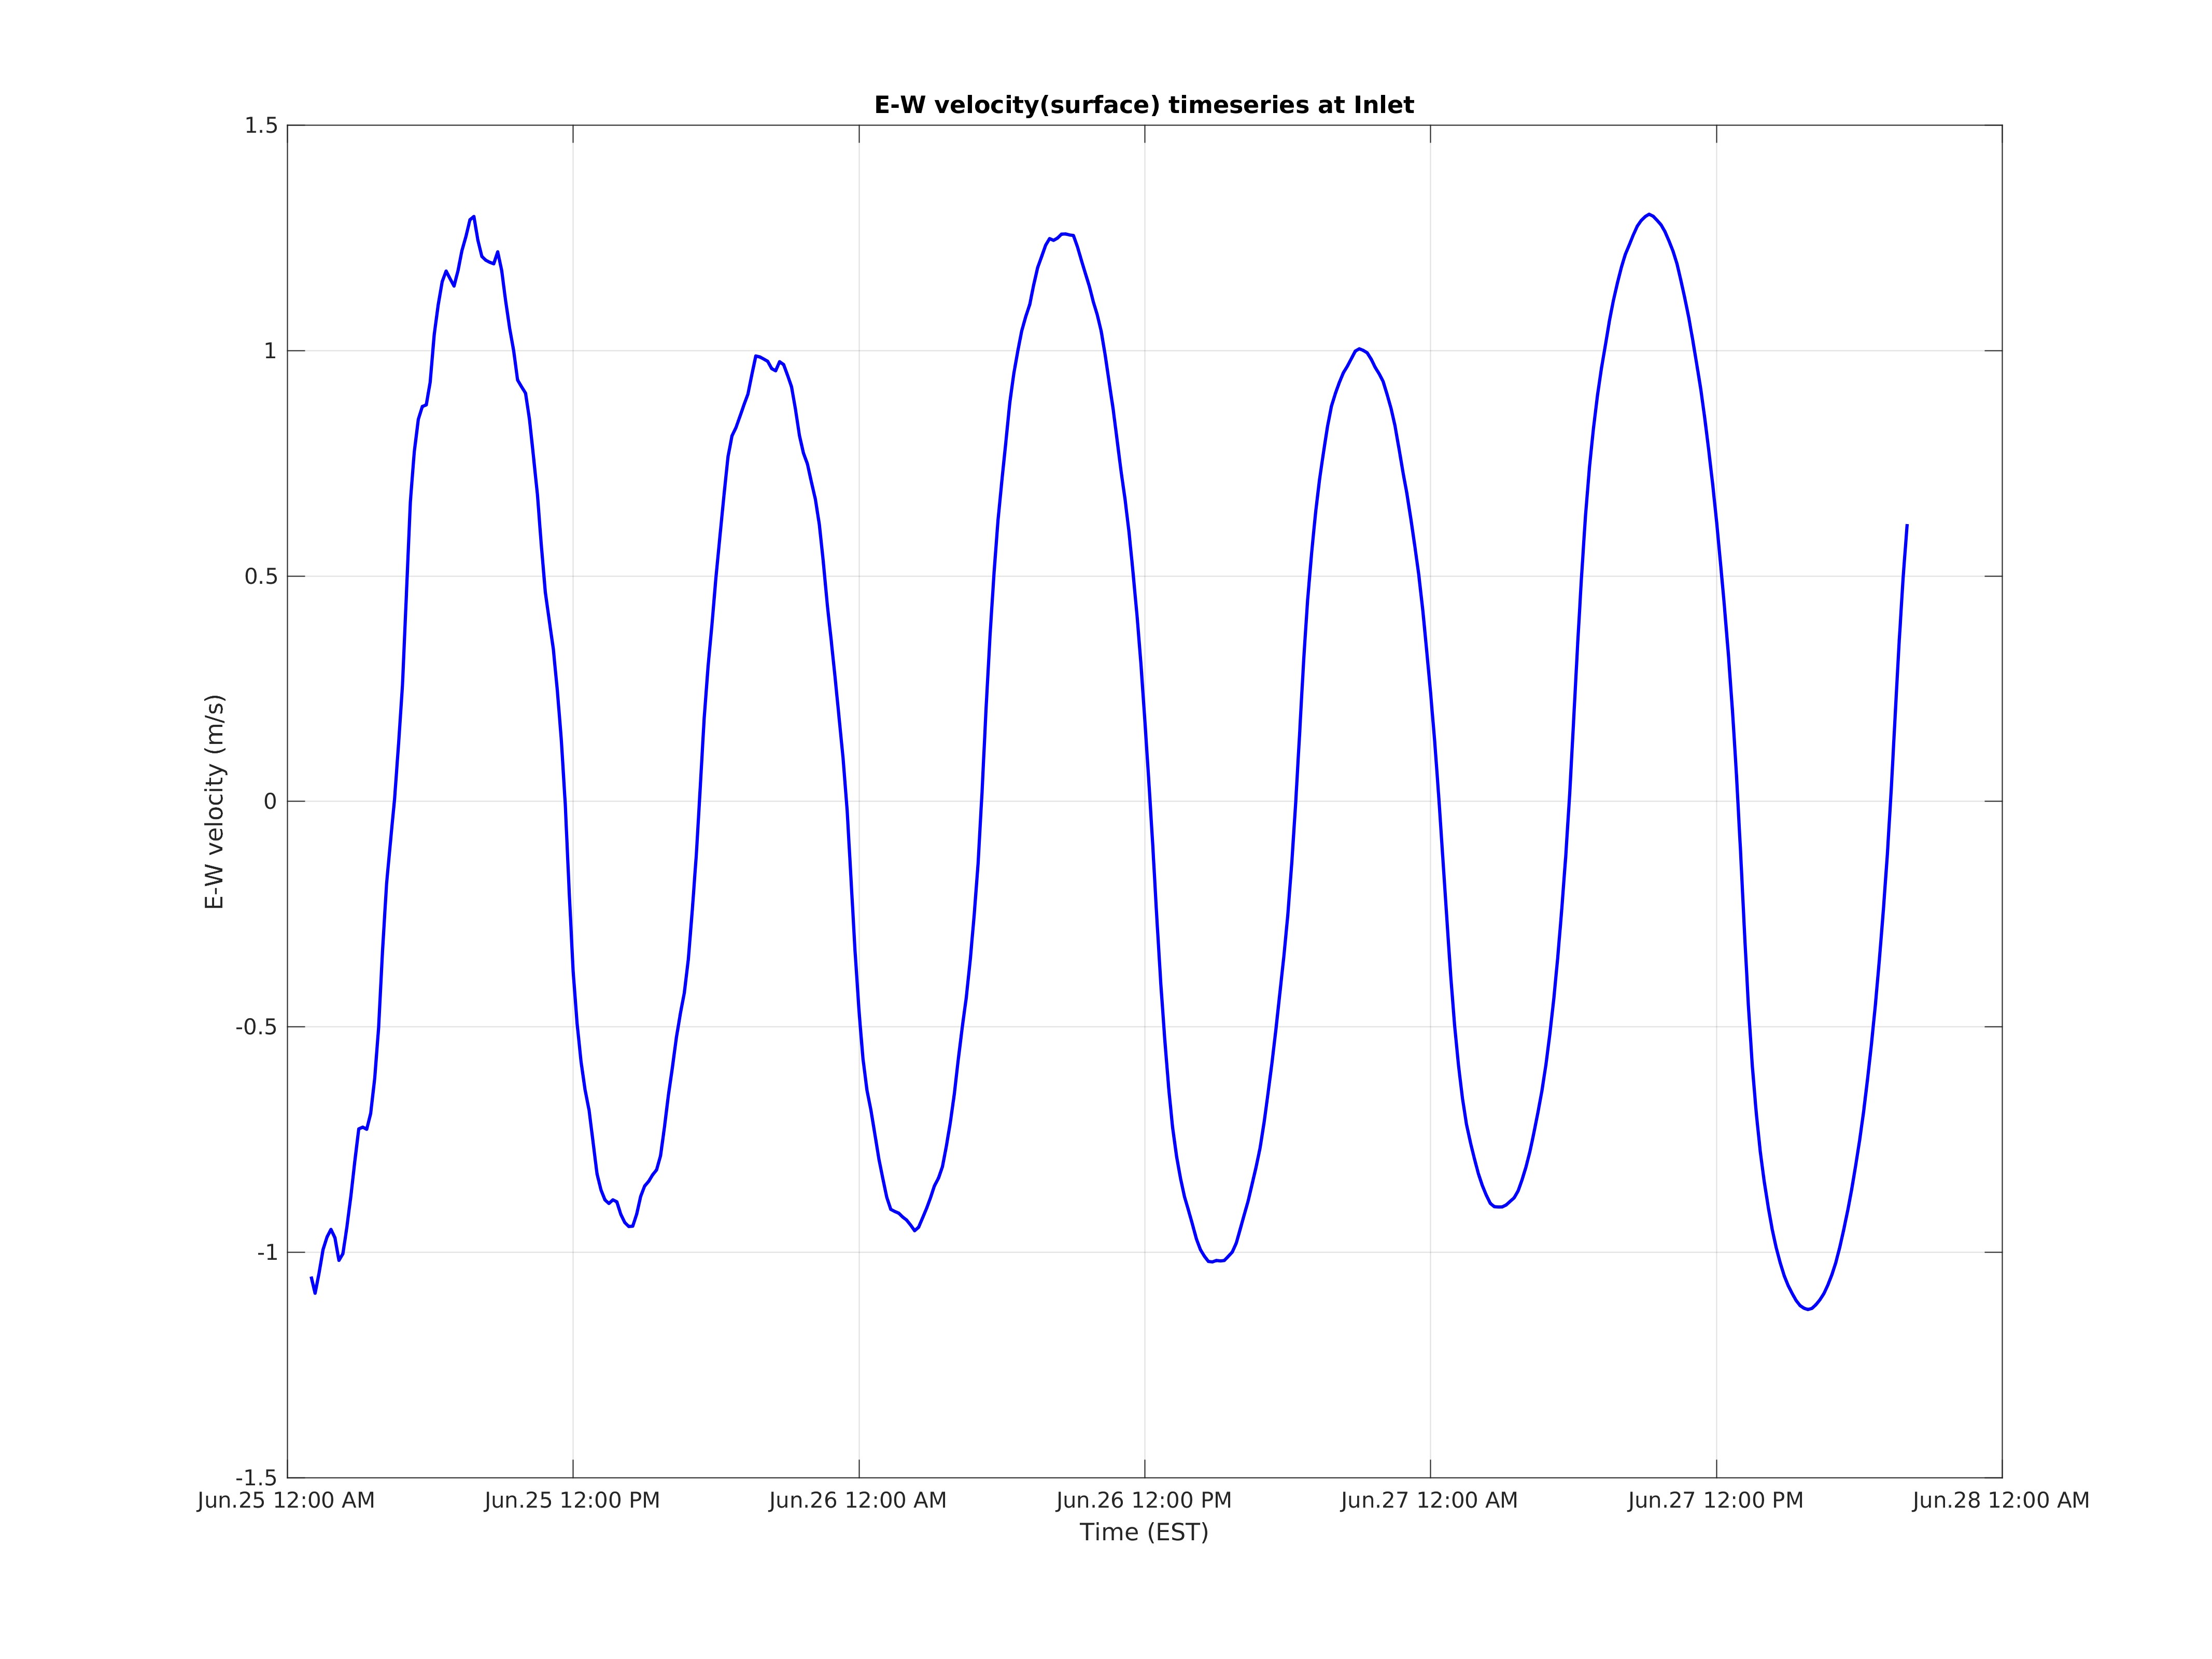 E-W velocity(surface) timeseries at Inlet
1.5
1
0.5
0
-0.5
-1
-1.5
E-W velocity (m/s)
Jun.25 12:00 AM
Jun.25 12:00 PM
Jun.26 12:00 AM
Jun.26 12:00 PM
Jun.27 12:00 AM
Jun.27 12:00 PM
Jun.28 12:00 AM
Time (EST)